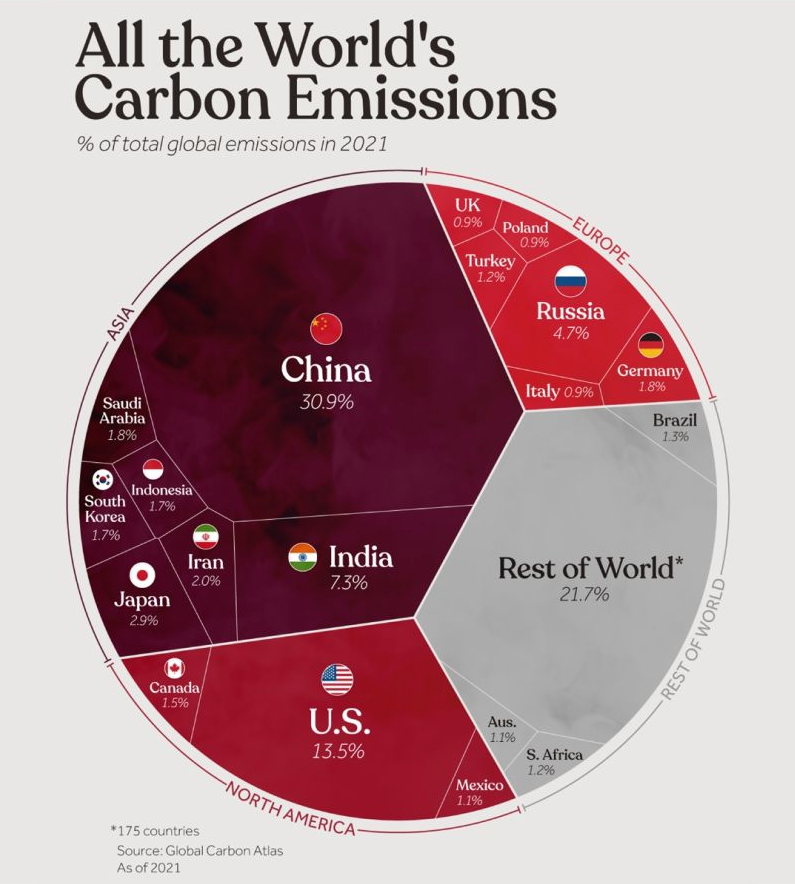 All the World's
Carbon Emissions
% of total global emissions in 2021
ASIA
China
30.9%
Saudi
Arabia
1.8%
South
Korea
1.7%
Indonesia
1.7%
Iran
2.0%
Japan
2.9%
India
7.3%
EUROPE
UK
0.9%
Poland
0.9%
Turkey
1.2%
Russia
4.7%
Germany
1.8%
Italy 0.9%
REST OF WORLD
Brazil
1.3%
Rest of World*
21.7%
Aus.
1.1%
S. Africa
1.2%
NORTH AMERICA
Canada
1.5%
U.S.
13.5%
Mexico
1.1%
*175 countries
Source: Global Carbon Atlas
As of 2021